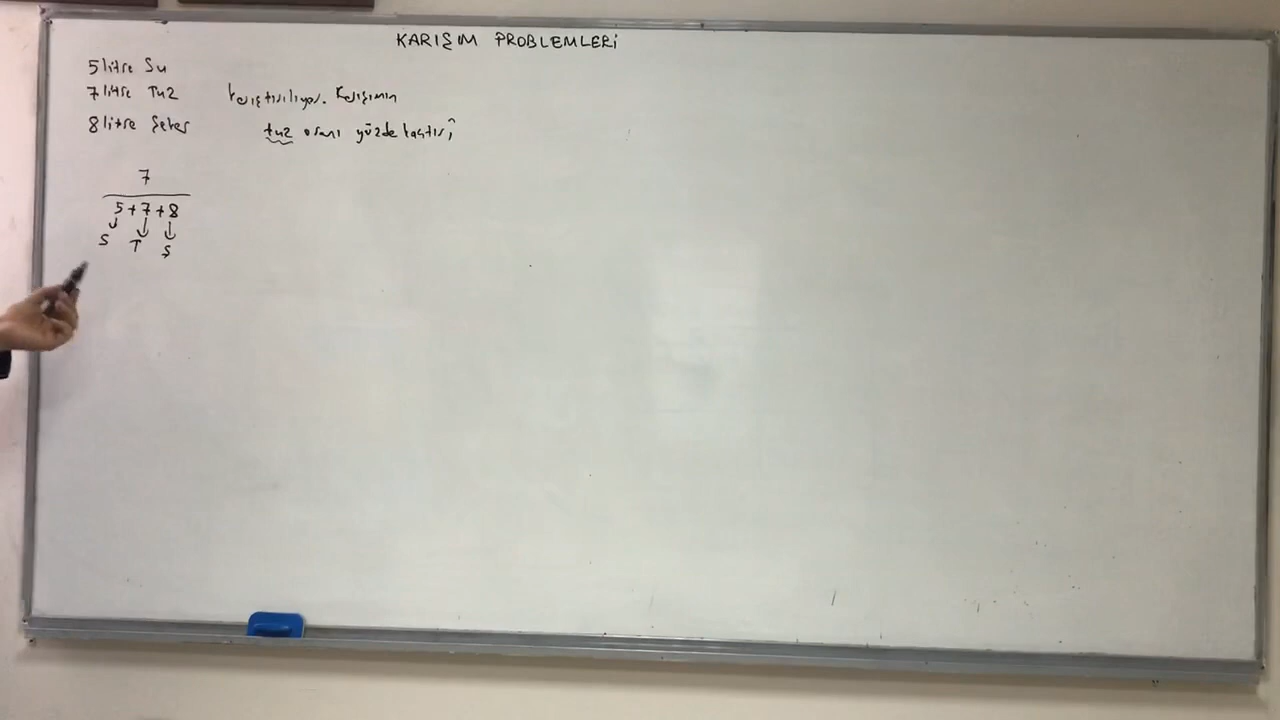 KARIŞIM PROBLEMLERİ
5 litre Su
7 litre Tuz karıştırılıyor. Karışımın
8 litre Şeker tuz oranı yüzde kaçtır?
7
5+7+8
S T Ş